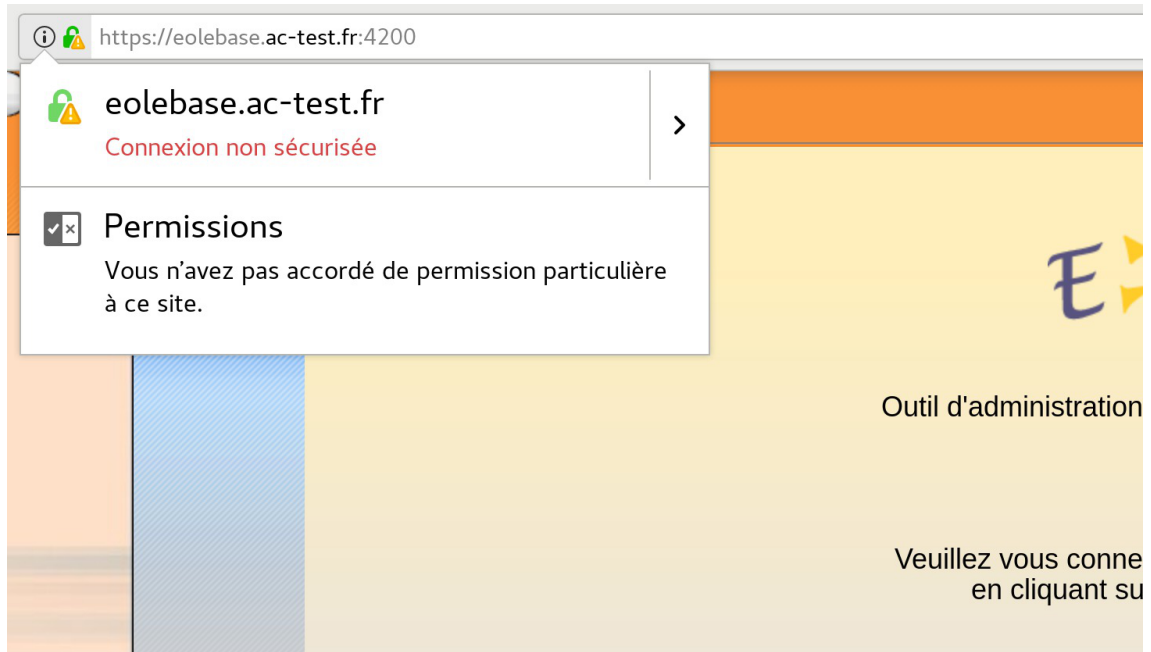 https://eolebase.ac-test.fr:4200
eolebase.ac-test.fr
Connexion non sécurisée
Permissions
Vous n’avez pas accordé de permission particulière
à ce site.
E
Outil d'administration
Veuillez vous conne
en cliquant su